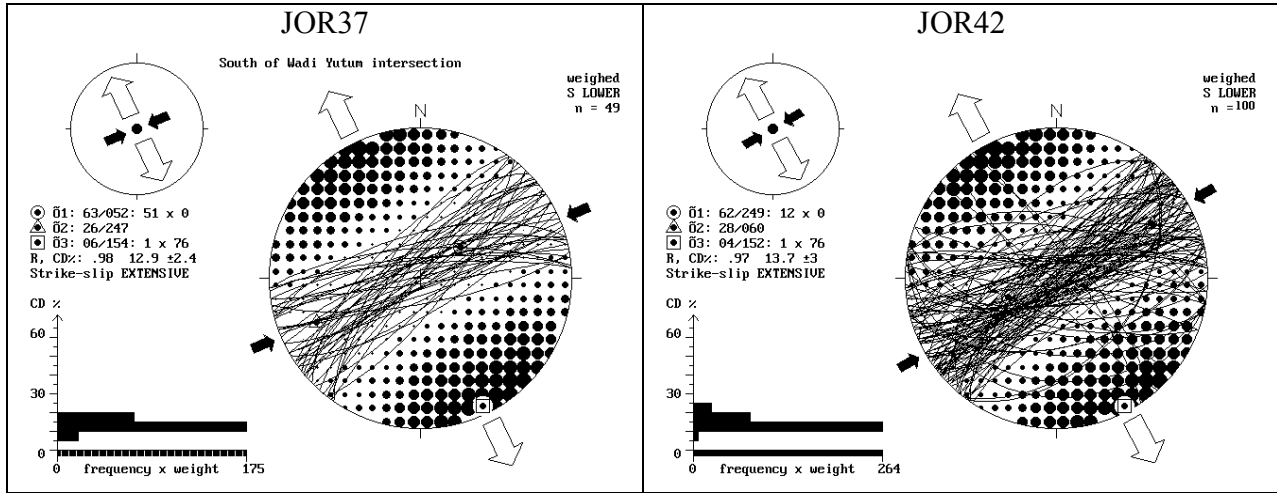 JOR37
South of Wadi Yutum intersection
weighed
S LOWER
n = 49
N
õ1: 63/052: 51 x 0
õ2: 26/247
õ3: 06/154: 1 x 76
R, CD%: .98 12.9 ±2.4
Strike-slip EXTENSIVE
CD %
60
30
0
0 frequency x weight 175
JOR42
weighed
S LOWER
n =100
N
õ1: 62/249: 12 x 0
õ2: 28/060
õ3: 04/152: 1 x 76
R, CD%: .97 13.7 ±3
Strike-slip EXTENSIVE
CD %
60
30
0
0 frequency x weight 264